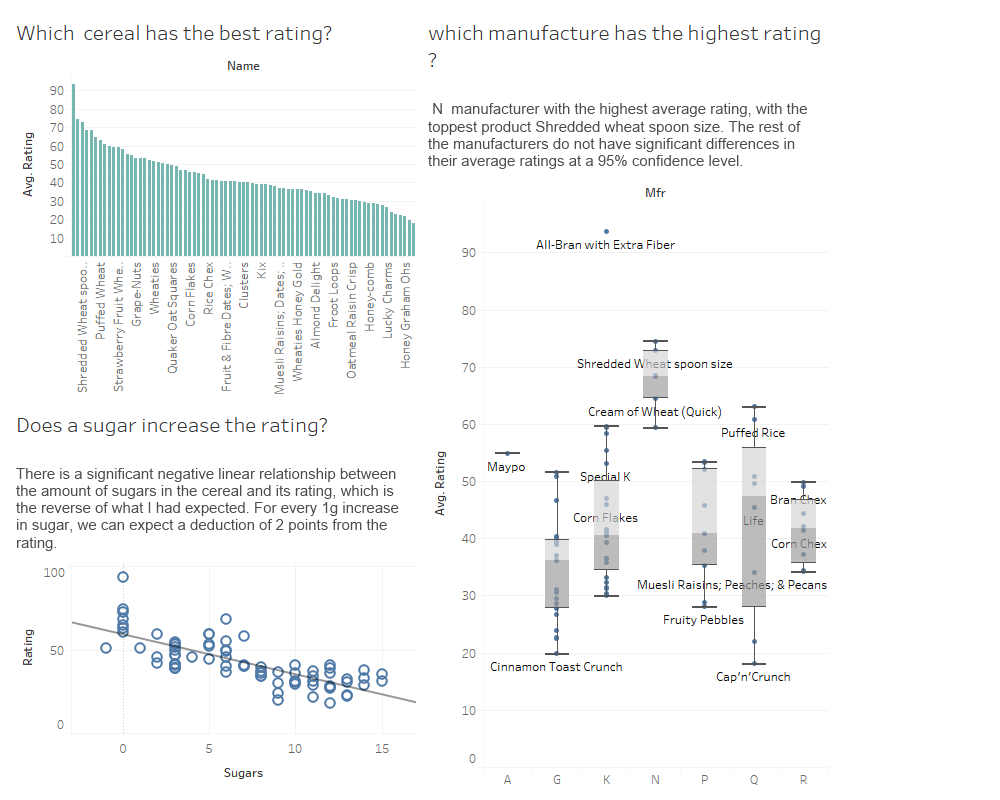 Which  cereal has the best rating?
Name
90
80
70
60
50
40
30
20
10
Avg. Rating
Shredded Wheat spoo..
Puffed Wheat
Strawberry Fruit Whe..
Grape-Nuts
Wheaties
Quaker Oat Squares
Corn Flakes
Rice Chex
Fruit & Fibre Dates; W..
Clusters
Kix
Muesli Raisins; Dates; ..
Wheaties Honey Gold
Almond Delight
Froot Loops
Oatmeal Raisin Crisp
Honey-comb
Lucky Charms
Honey Graham Ohs
Does a sugar increase the rating?
There is a significant negative linear relationship between
the amount of sugars in the cereal and its rating, which is
the reverse of what I had expected. For every 1g increase
in sugar, we can expect a deduction of 2 points from the
rating.
100
50
0
Rating
0 5 10 15
Sugars
which manufacture has the highest rating
?
N  manufacturer with the highest average rating, with the
toppest product Shredded wheat spoon size. The rest of
the manufacturers do not have significant differences in
their average ratings at a 95% confidence level.
Mfr
90
80
70
60
50
40
30
20
10
0
Avg. Rating
All-Bran with Extra Fiber
Shredded Wheat spoon size
Cream of Wheat (Quick)
Puffed Rice
Maypo
Special K
Bran Chex
Corn Flakes
Life
Corn Chex
Muesli Raisins; Peaches; & Pecans
Fruity Pebbles
Cinnamon Toast Crunch
Cap'n'Crunch
A G K N P Q R